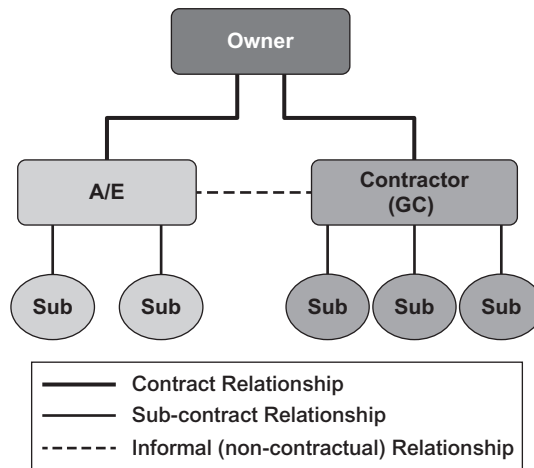 Owner
A/E
Contractor
(GC)
Sub
Sub
Sub
Sub
Sub
Contract Relationship
Sub-contract Relationship
Informal (non-contractual) Relationship